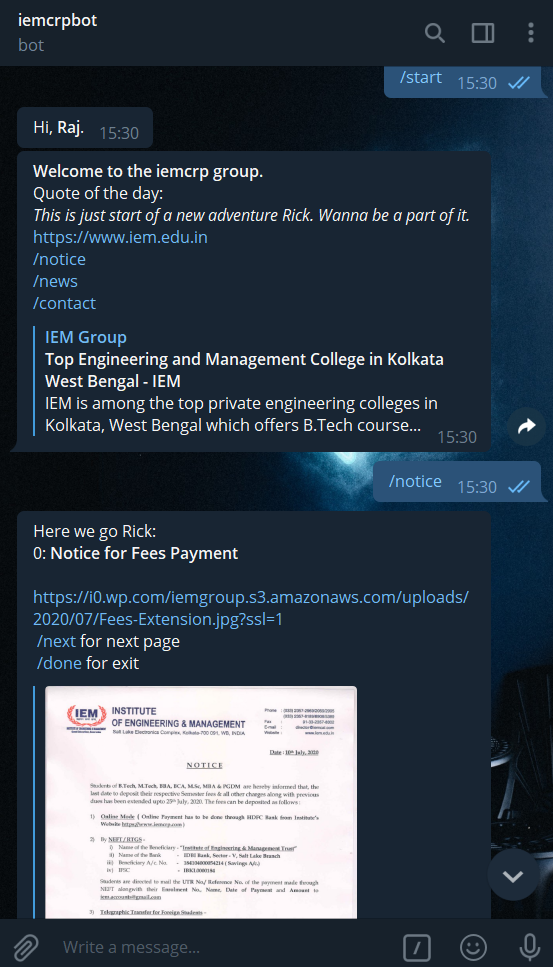 iemcrpbot
bot
/start 15:30
Hi, Raj. 15:30
Welcome to the iemcrp group.
Quote of the day:
This is just start of a new adventure Rick. Wanna be a part of it.
https://www.iem.edu.in
/notice
/news
/contact
IEM Group
Top Engineering and Management College in Kolkata
West Bengal - IEM
IEM is among the top private engineering colleges in
Kolkata, West Bengal which offers B.Tech course...
15:30
/notice 15:30
Here we go Rick:
0: Notice for Fees Payment
https://i0.wp.com/iemgroup.s3.amazonaws.com/uploads/
2020/07/Fees-Extension.jpg?ssl=1
/next for next page
/done for exit
IEM
INSTITUTE
OF ENGINEERING & MANAGEMENT
Salt Lake Electronics Complex, Kolkata-700 091, WB, INDIA
Phone :
Fax :
E-mail :
Website : www.iem.edu.in
Date : 10th July, 2020
NOTICE
Students of B.Tech, M.Tech, BBA, BCA, M.Sc, MBA & PGDM are hereby informed that, the
last date to deposit their respective Semester fees & all other charges along with previous
dues has been extended upto 25th July, 2020. The fees can be deposited as follows:
1) Online Mode ( Online Payment has to be done through HDFC Bank from Institute's
Website https://www.iemcrp.com )
2) By NEFT / RTGS -
i) Name of the Beneficiary - "Institute of Engineering & Management Trust"
ii) Name of the Bank - IDBI Bank, Sector - V, Salt Lake Branch
iii) Beneficiary A/c. No. - ( Savings A/c.)
iv) IFSC -
Students are directed to mail the UTR No./ Reference No. of the payment made through
NEFT alongwith their Enrolment No., Name, Date of Payment and Amount to
iem.accounts@gmail.com
3) Telegraphic Transfer for Foreign Students -
Write a message...